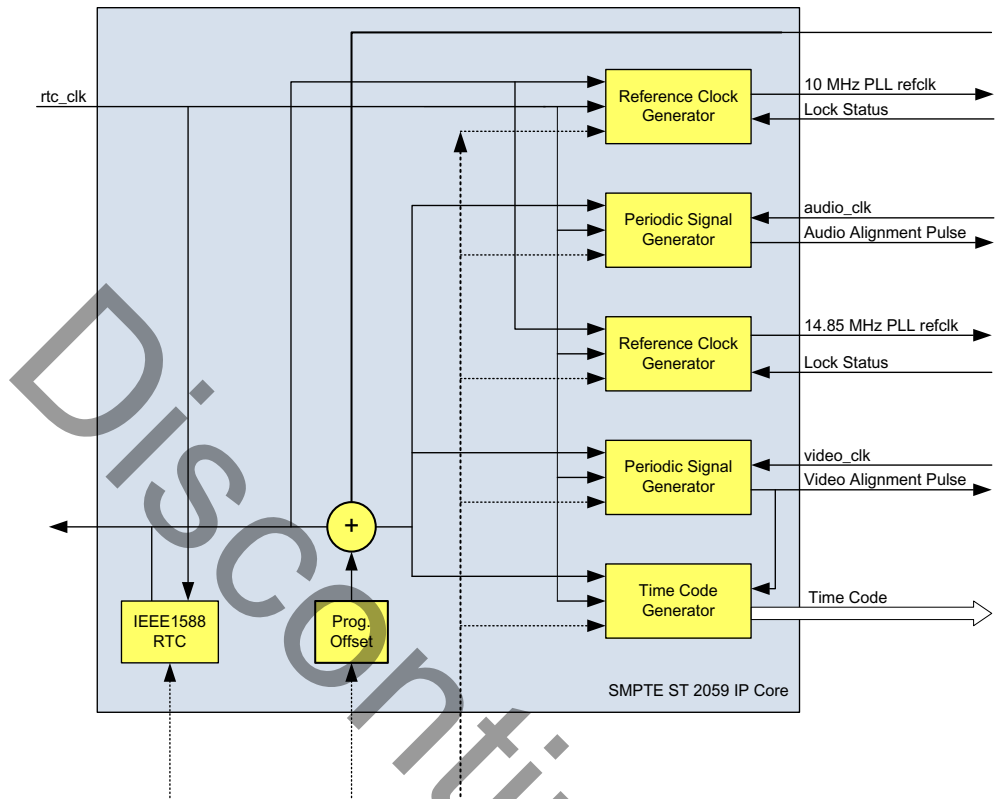 rtc_clk
Reference Clock
Generator
10 MHz PLL refclk
Lock Status
Periodic Signal
Generator
audio_clk
Audio Alignment Pulse
Reference Clock
Generator
14.85 MHz PLL refclk
Lock Status
Periodic Signal
Generator
video_clk
Video Alignment Pulse
+
IEEE1588
RTC
Prog.
Offset
Time Code
Generator
Time Code
SMPTE ST 2059 IP Core